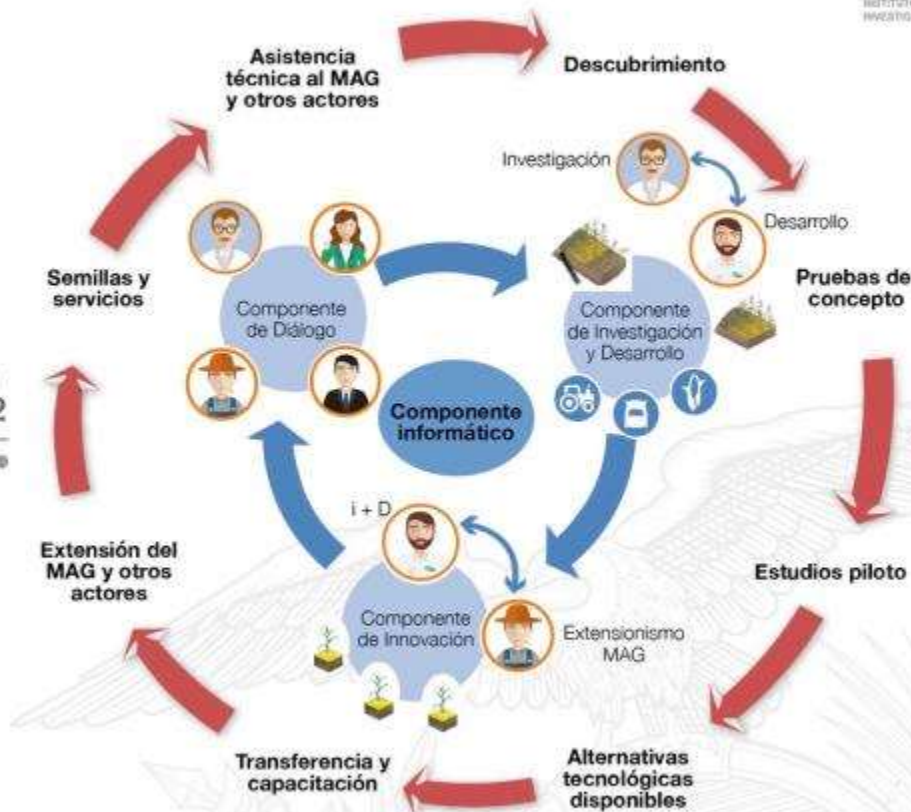 Asistencia
técnica al MAG
y otros actores
Descubrimiento
Investigación
Desarrollo
Pruebas de
concepto
Semillas y
servicios
Componente
de Diálogo
Componente
de Investigación
y Desarrollo
Componente
informático
i + D
Extensión del
MAG y otros
actores
Estudios piloto
Componente
de Innovación
Extensionismo
MAG
Transferencia y
capacitación
Alternativas
tecnológicas
disponibles